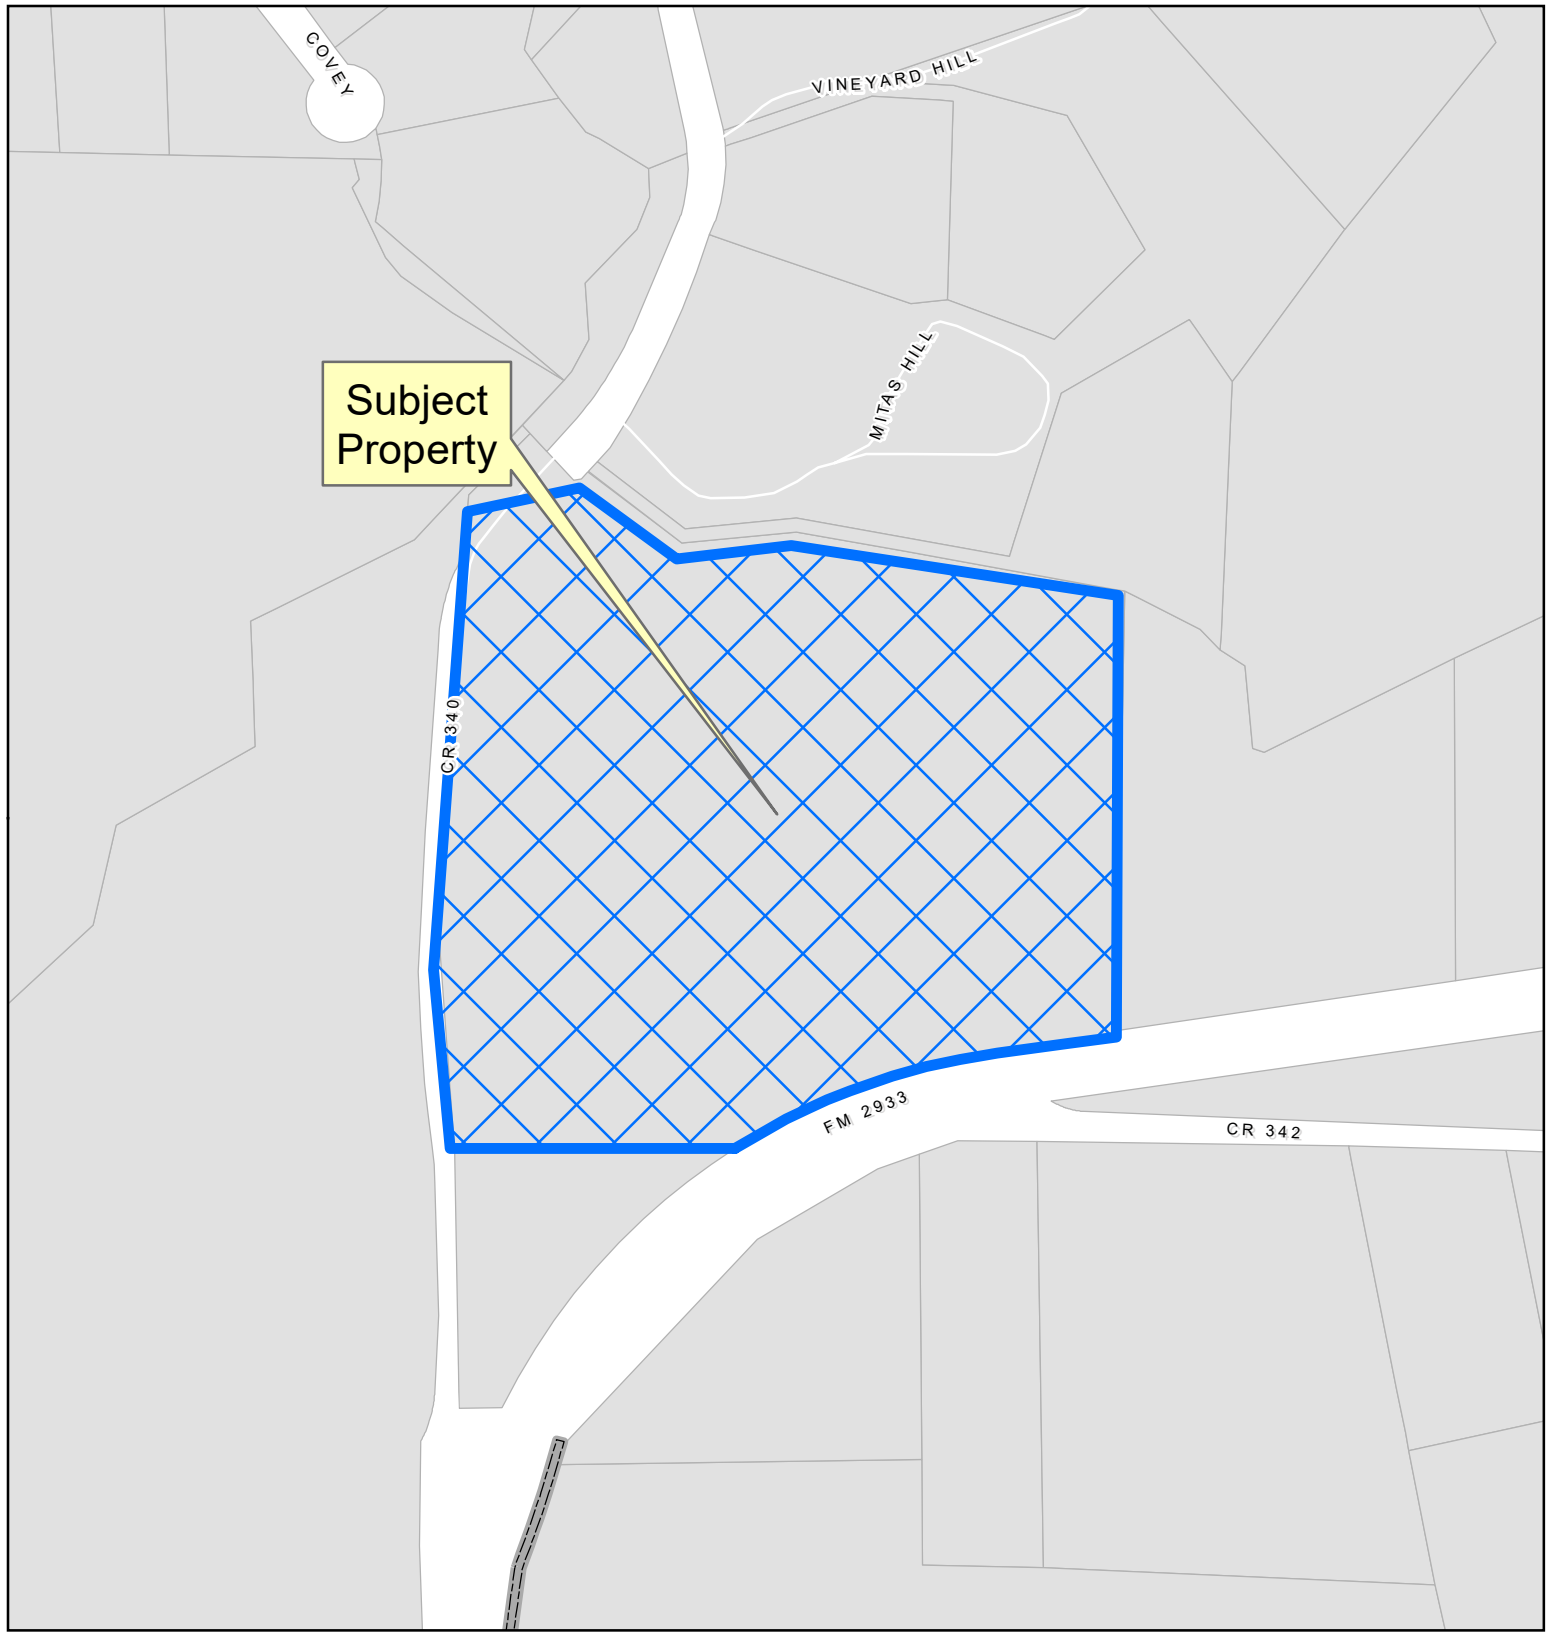 COVEY
VINEYARD HILL
MITAS HILL
Subject
Property
CR 340
FM 2933
CR 342